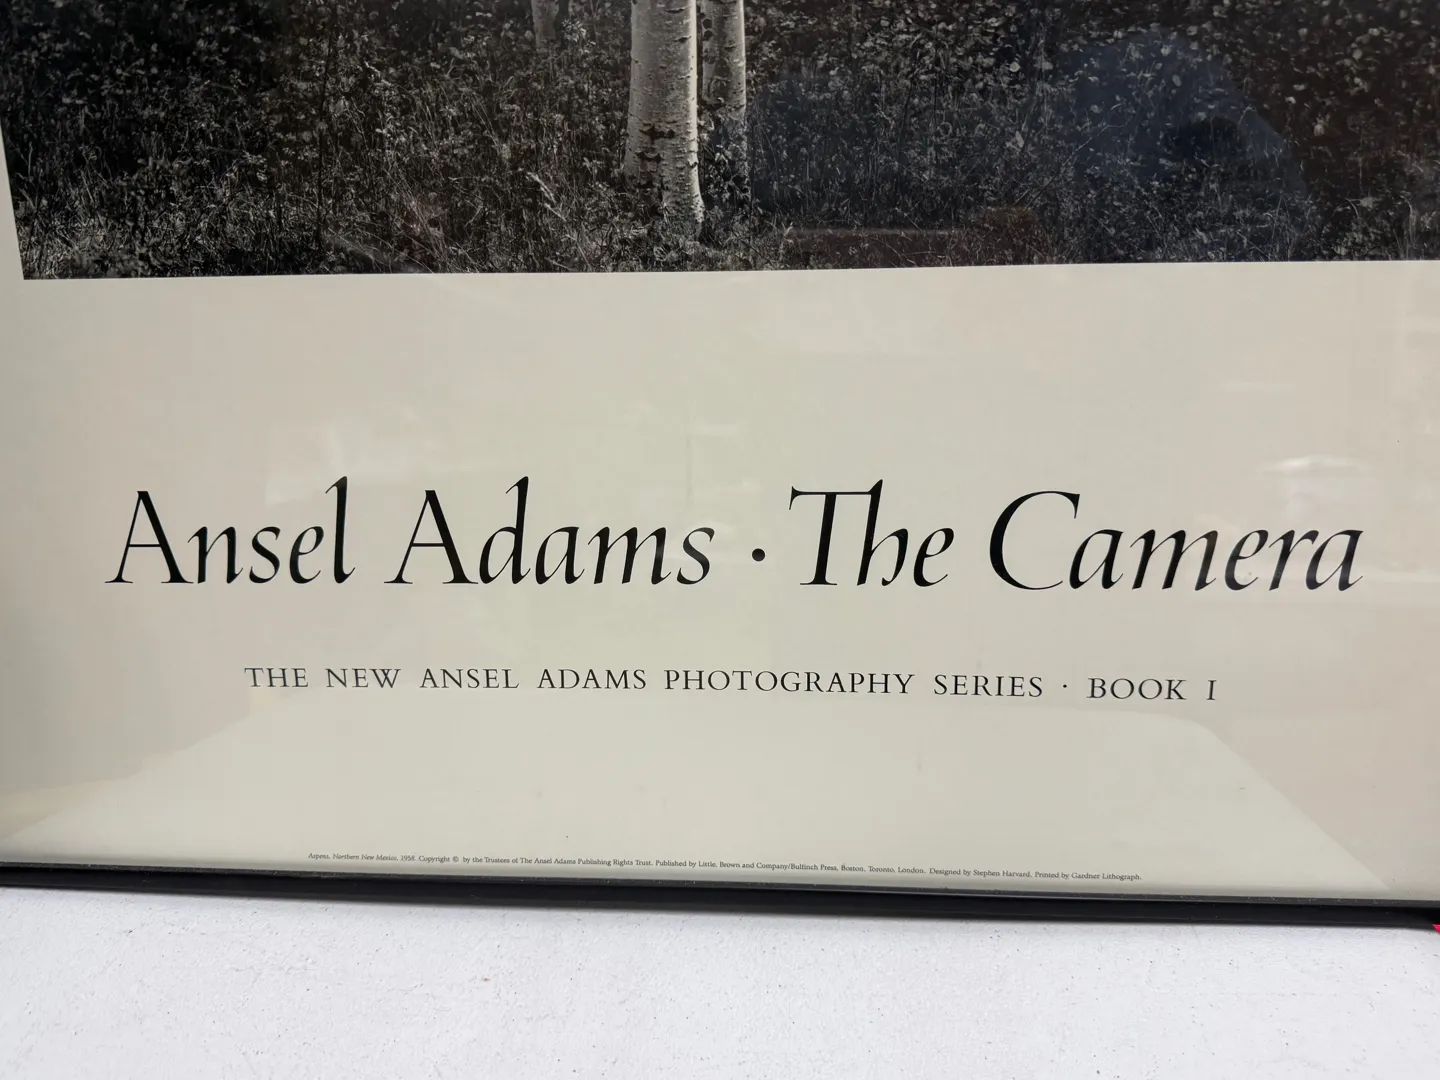 Ansel Adams · The Camera
THE NEW ANSEL ADAMS PHOTOGRAPHY SERIES · BOOK I
Aspens, Northern New Mexico, 1958. Copyright © by the Trustees of The Ansel Adams Publishing Rights Trust. Published by Little, Brown and Company/Bulfinch Press, Boston, Toronto, London. Designed by Stephen Harvard. Printed by Gardner Lithograph.